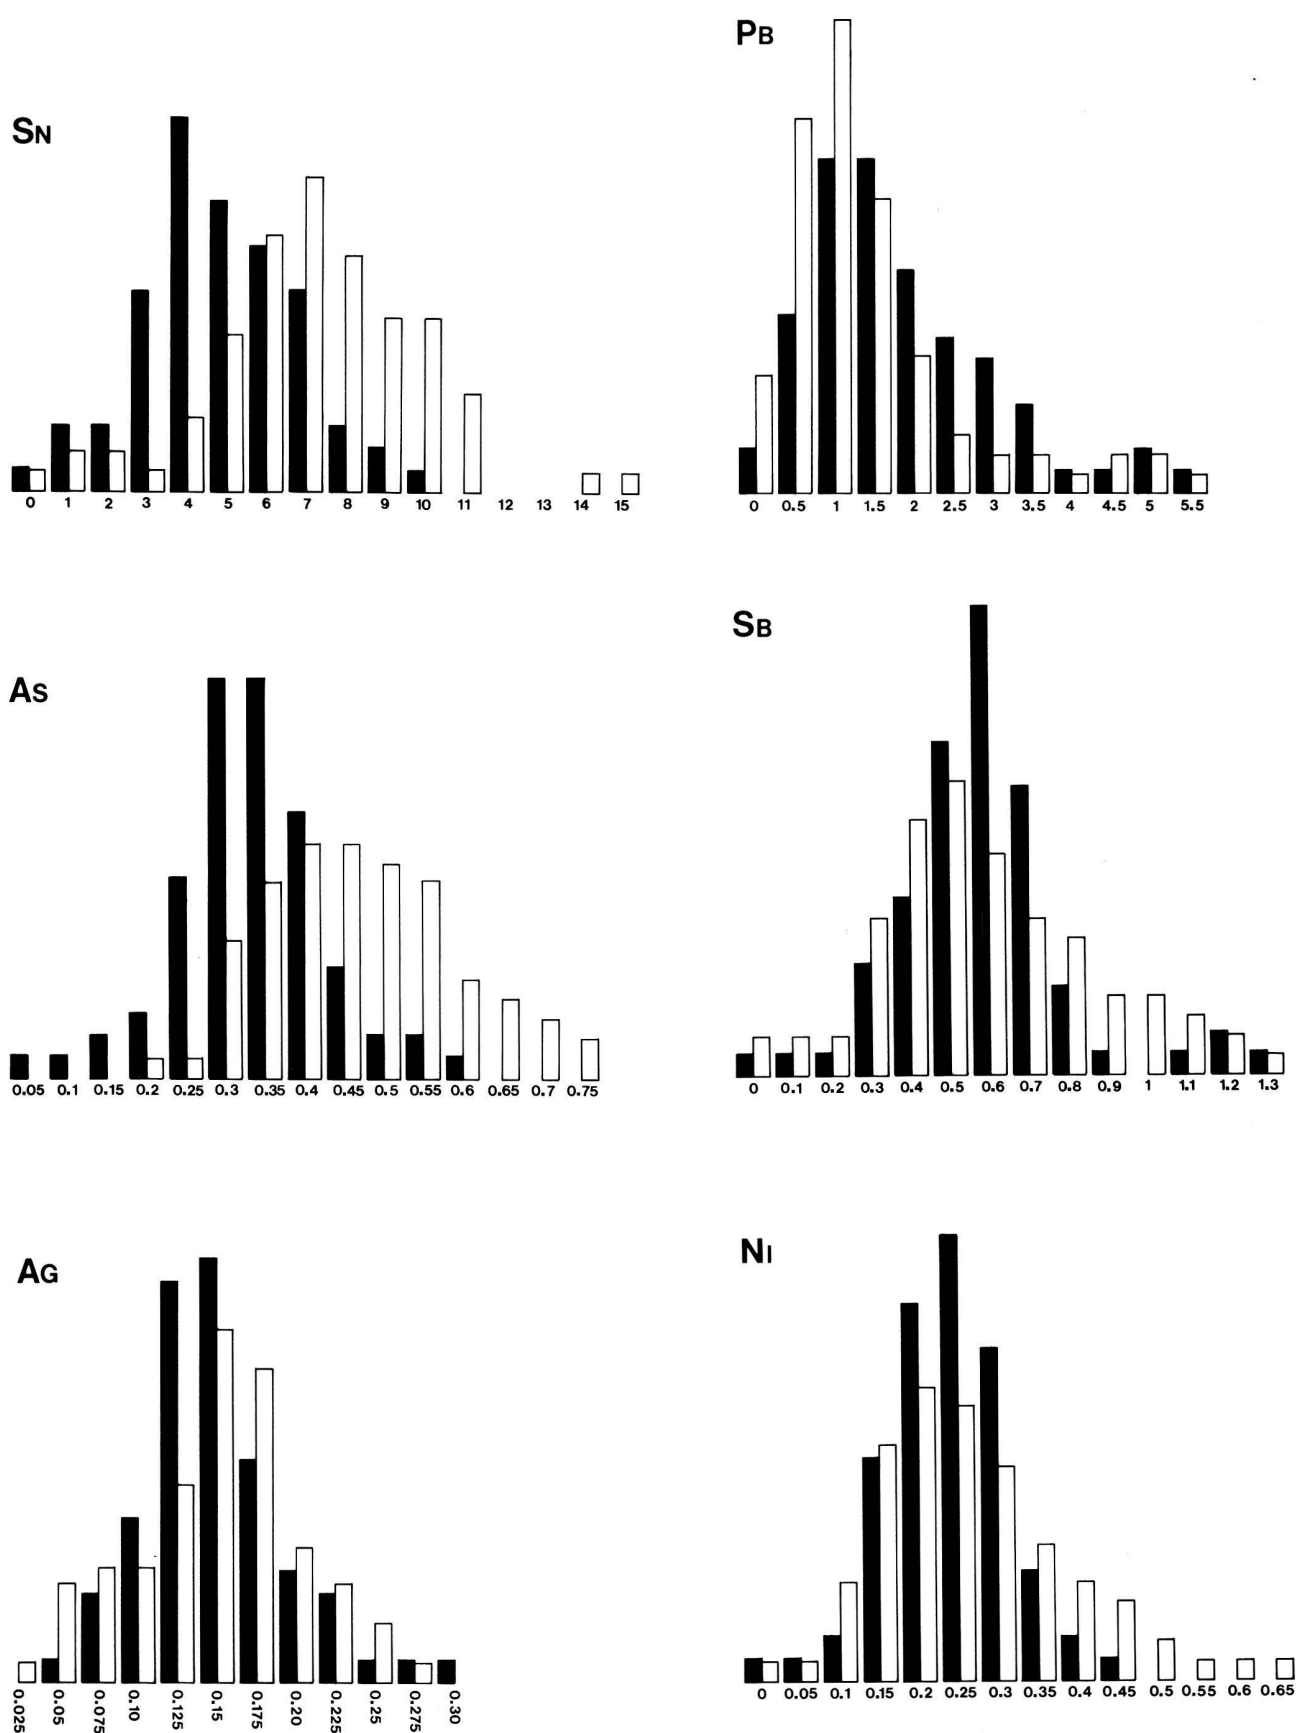 SN
0 1 2 3 4 5 6 7 8 9 10 11 12 13 14 15
PB
0 0.5 1 1.5 2 2.5 3 3.5 4 4.5 5 5.5
AS
0.05 0.1 0.15 0.2 0.25 0.3 0.35 0.4 0.45 0.5 0.55 0.6 0.65 0.7 0.75
SB
0 0.1 0.2 0.3 0.4 0.5 0.6 0.7 0.8 0.9 1 1.1 1.2 1.3
AG
0.025 0.05 0.075 0.10 0.125 0.15 0.175 0.20 0.225 0.25 0.275 0.30
NI
0 0.05 0.1 0.15 0.2 0.25 0.3 0.35 0.4 0.45 0.5 0.55 0.6 0.65